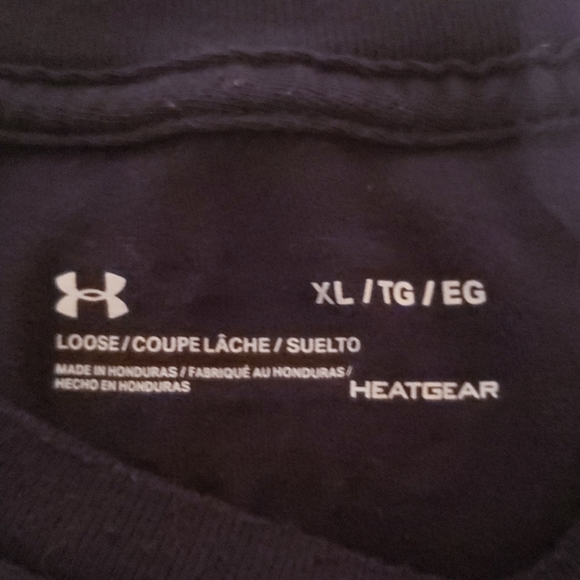 XL / TG / EG
LOOSE / COUPE LÂCHE / SUELTO
MADE IN HONDURAS / FABRIQUÉ AU HONDURAS /
HECHO EN HONDURAS
HEATGEAR